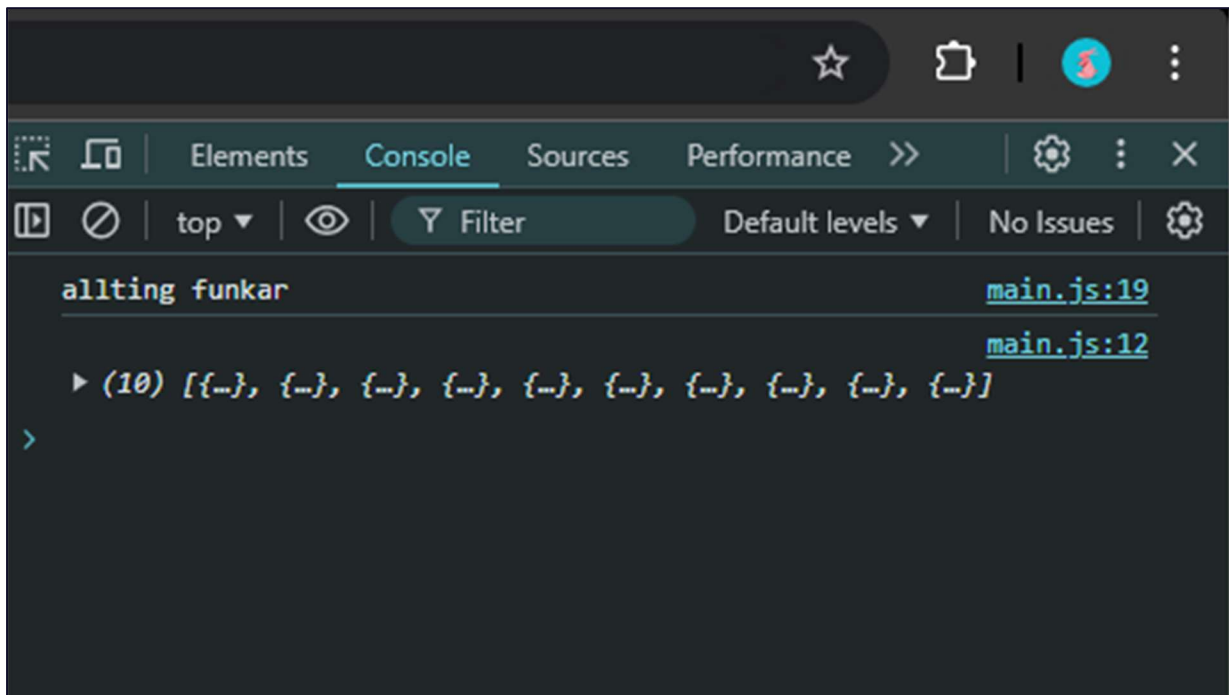 Elements Console Sources Performance
top Filter Default levels No Issues
allting funkar main.js:19
main.js:12
(10) [{…}, {…}, {…}, {…}, {…}, {…}, {…}, {…}, {…}, {…}]